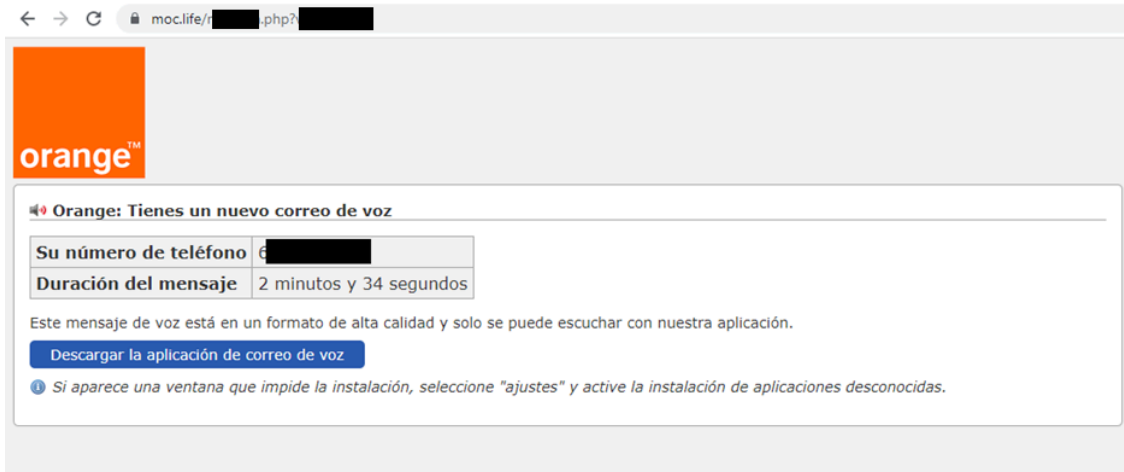 moc.life/r .php?
orange™
Orange: Tienes un nuevo correo de voz
Su número de teléfono 6
Duración del mensaje 2 minutos y 34 segundos
Este mensaje de voz está en un formato de alta calidad y solo se puede escuchar con nuestra aplicación.
Descargar la aplicación de correo de voz
Si aparece una ventana que impide la instalación, seleccione "ajustes" y active la instalación de aplicaciones desconocidas.